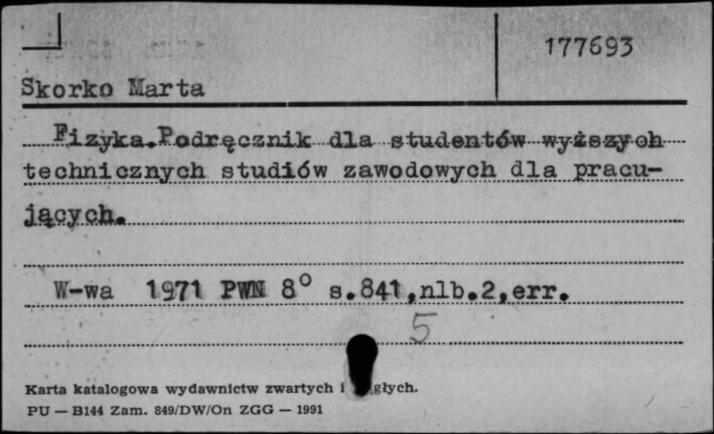 177693
Skorko Marta
Fizyka.Podręcznik dla studentów wyższych
technicznych studiów zawodowych dla pracu-
jących.
W-wa 1971 PWN 8° s.841,nlb.2,err.
5
Karta katalogowa wydawnictw zwartych i głych.
PU — B144 Zam. 849/DW/On ZGG — 1991